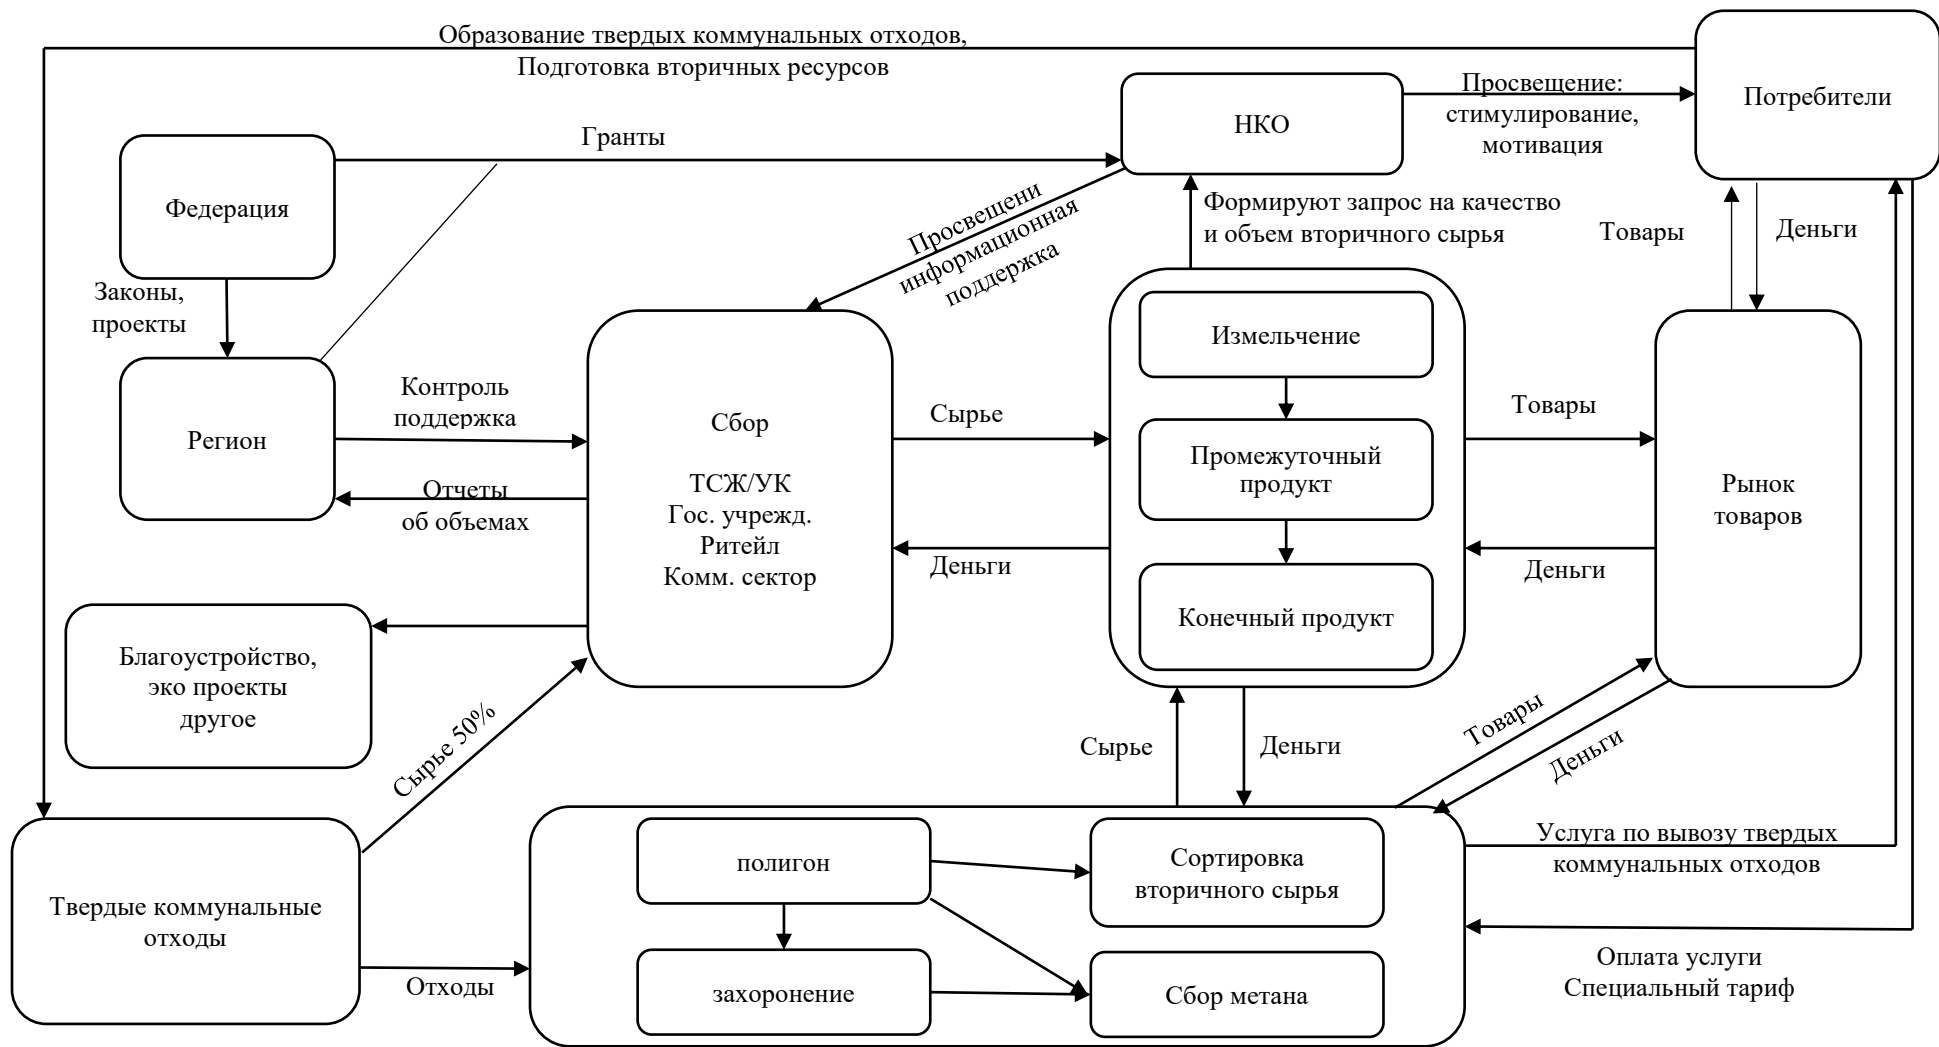 Образование твердых коммунальных отходов,
Подготовка вторичных ресурсов
НКО
Просвещение:
стимулирование,
мотивация
Потребители
Гранты
Федерация
Просвещени
информационная
поддержка
Формируют запрос на качество
и объем вторичного сырья
Товары
Деньги
Законы,
проекты
Регион
Контроль
поддержка
Отчеты
об объемах
Сбор
ТСЖ/УК
Гос. учрежд.
Ритейл
Комм. сектор
Сырье
Деньги
Измельчение
Промежуточный
продукт
Конечный продукт
Товары
Деньги
Рынок
товаров
Благоустройство,
эко проекты
другое
Сырье 50%
Сырье
Деньги
Товары
Деньги
Твердые коммунальные
отходы
Отходы
полигон
захоронение
Сортировка
вторичного сырья
Сбор метана
Услуга по вывозу твердых
коммунальных отходов
Оплата услуги
Специальный тариф